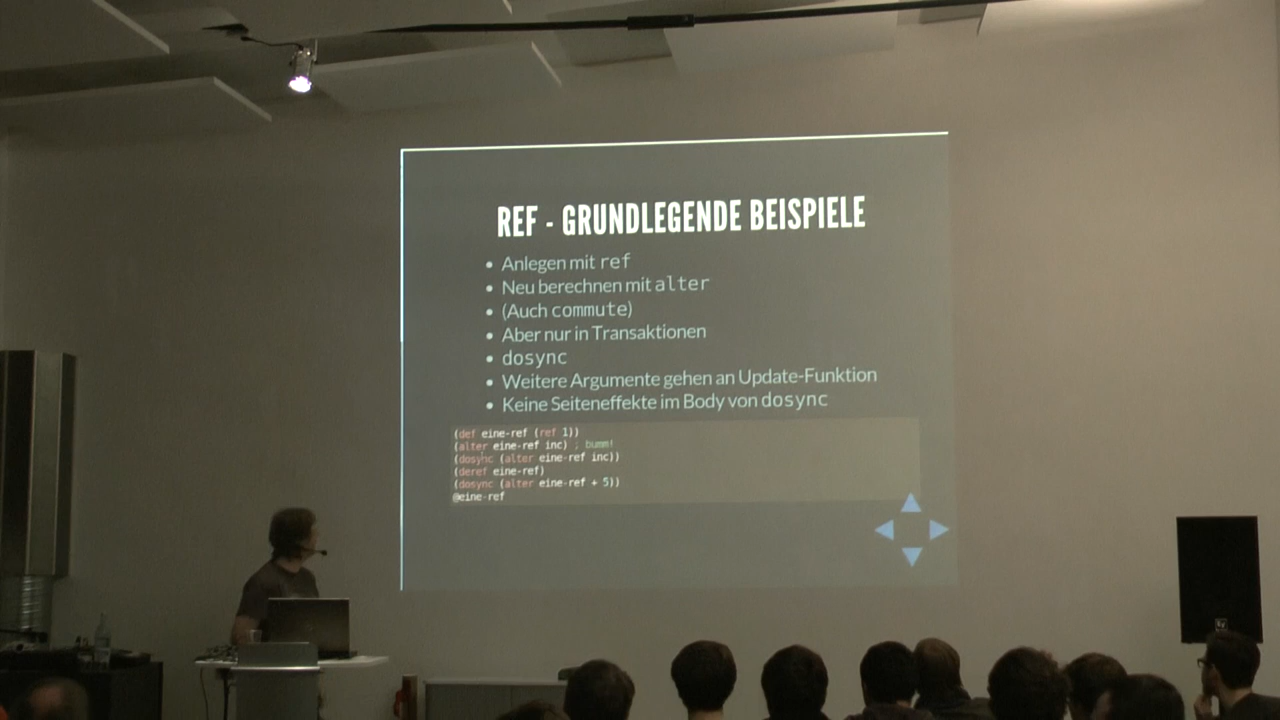 REF - GRUNDLEGENDE BEISPIELE
• Anlegen mit ref
• Neu berechnen mit alter
• (Auch commute)
• Aber nur in Transaktionen
• dosync
• Weitere Argumente gehen an Update-Funktion
• Keine Seiteneffekte im Body von dosync
(def eine-ref (ref 1))
(alter eine-ref inc) ; bumm!
(dosync (alter eine-ref inc))
(deref eine-ref)
(dosync (alter eine-ref + 5))
@eine-ref